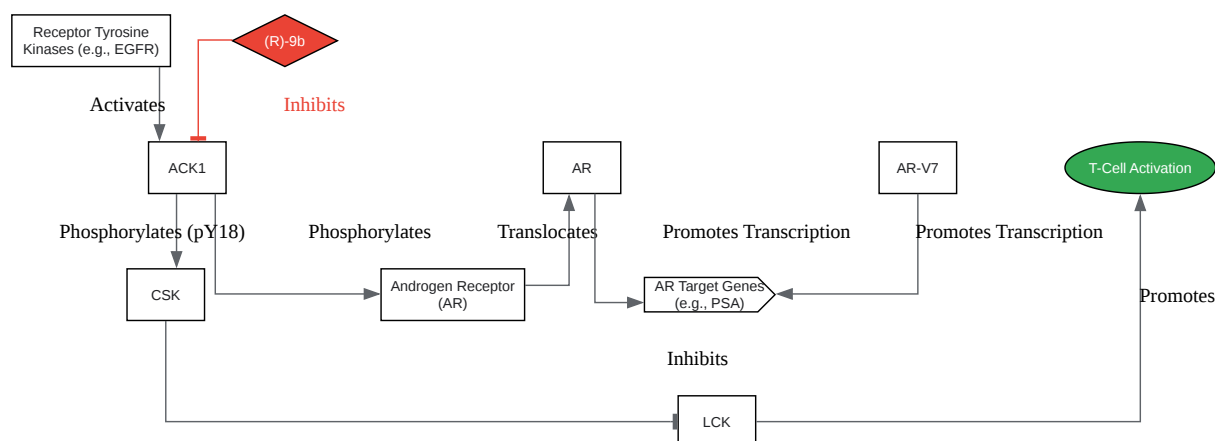 Receptor Tyrosine
Kinases (e.g., EGFR)
(R)-9b
Activates
Inhibits
ACK1
AR
AR-V7
T-Cell Activation
Phosphorylates (pY18)
Phosphorylates
Translocates
Promotes Transcription
Promotes Transcription
CSK
Androgen Receptor
(AR)
AR Target Genes
(e.g., PSA)
Promotes
Inhibits
LCK